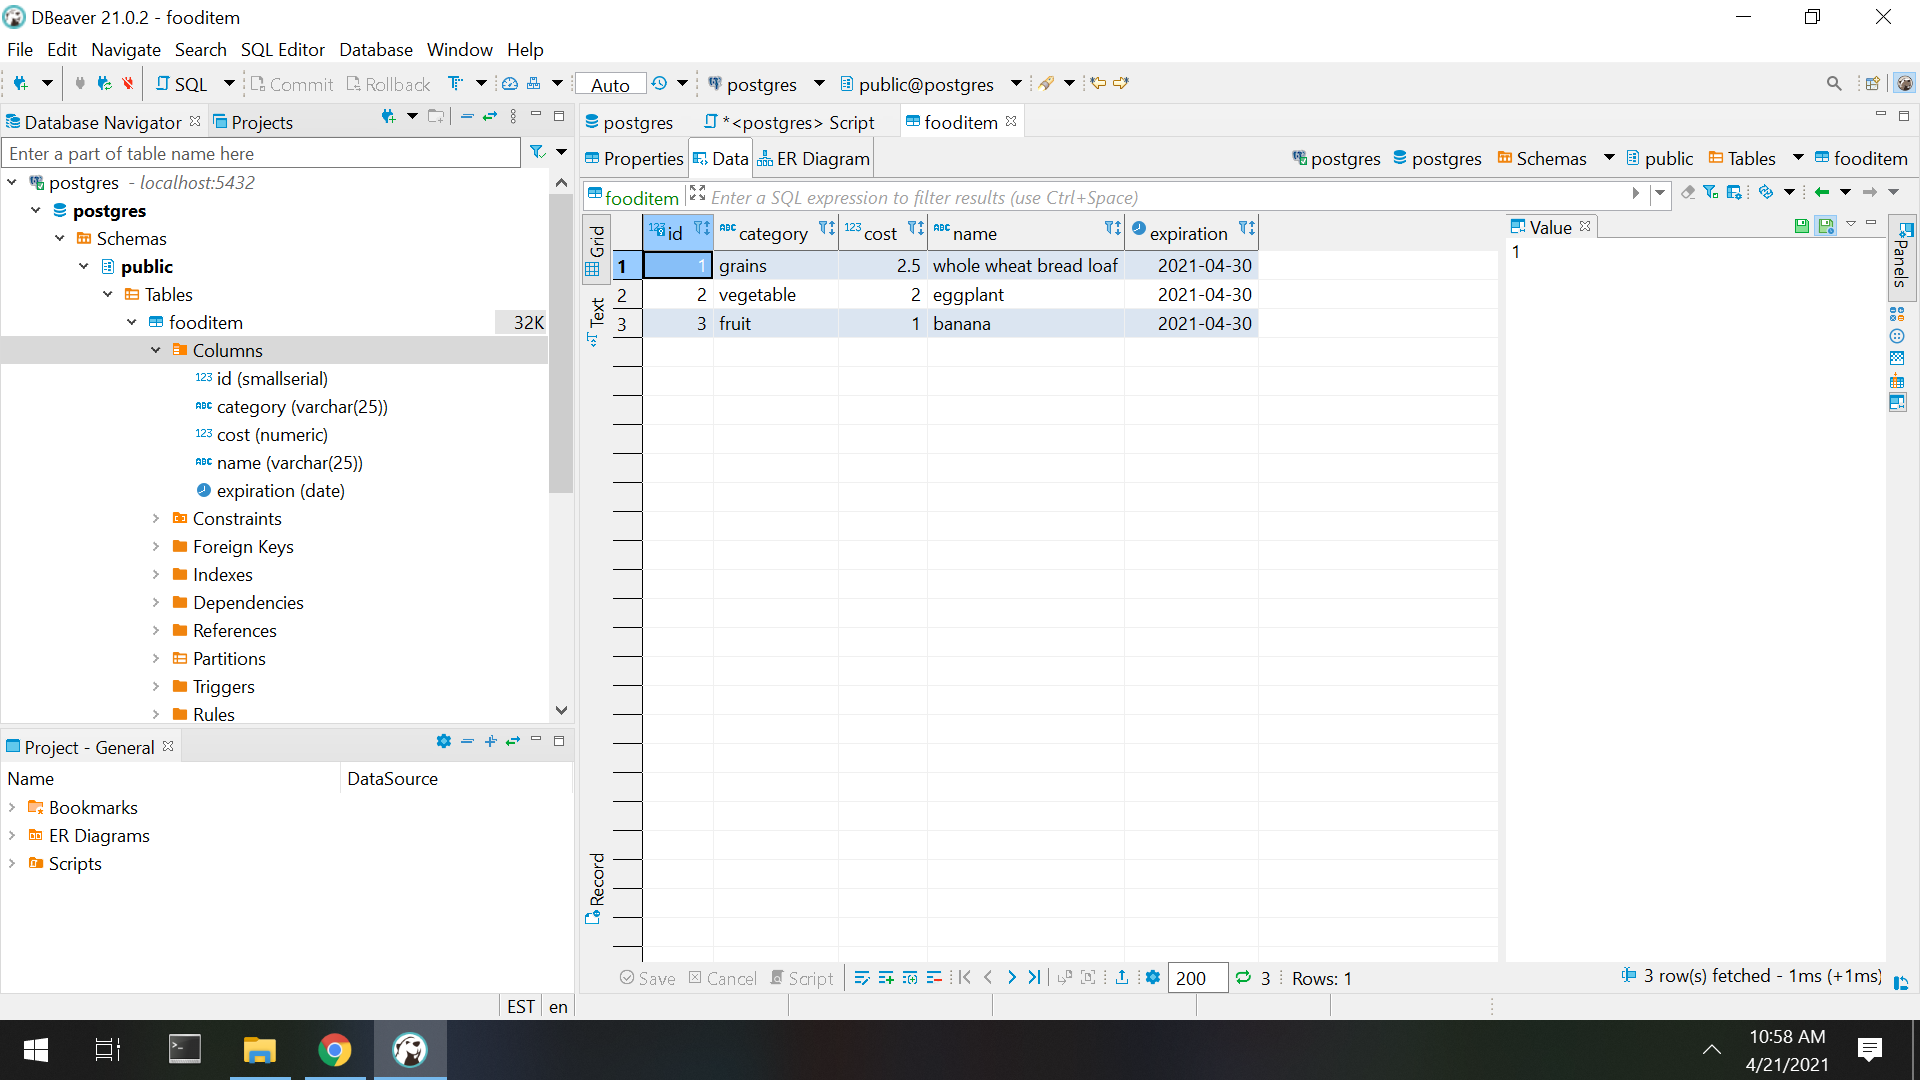 DBeaver 21.0.2 - fooditem
File Edit Navigate Search SQL Editor Database Window Help
SQL Commit Rollback Auto postgres public@postgres
Database Navigator Projects
Enter a part of table name here
postgres - localhost:5432
postgres
Schemas
public
Tables
fooditem 32K
Columns
123 id (smallserial)
ABC category (varchar(25))
123 cost (numeric)
ABC name (varchar(25))
expiration (date)
Constraints
Foreign Keys
Indexes
Dependencies
References
Partitions
Triggers
Rules
Project - General
Name DataSource
Bookmarks
ER Diagrams
Scripts
postgres *<postgres> Script fooditem
Properties Data ER Diagram postgres postgres Schemas public Tables fooditem
fooditem Enter a SQL expression to filter results (use Ctrl+Space)
Grid
Text
Record
123 id ABC category 123 cost ABC name expiration
1 1 grains 2.5 whole wheat bread loaf 2021-04-30
2 2 vegetable 2 eggplant 2021-04-30
3 3 fruit 1 banana 2021-04-30
Value
1
Panels
Save Cancel Script 200 3 Rows: 1
3 row(s) fetched - 1ms (+1ms)
EST en
10:58 AM
4/21/2021